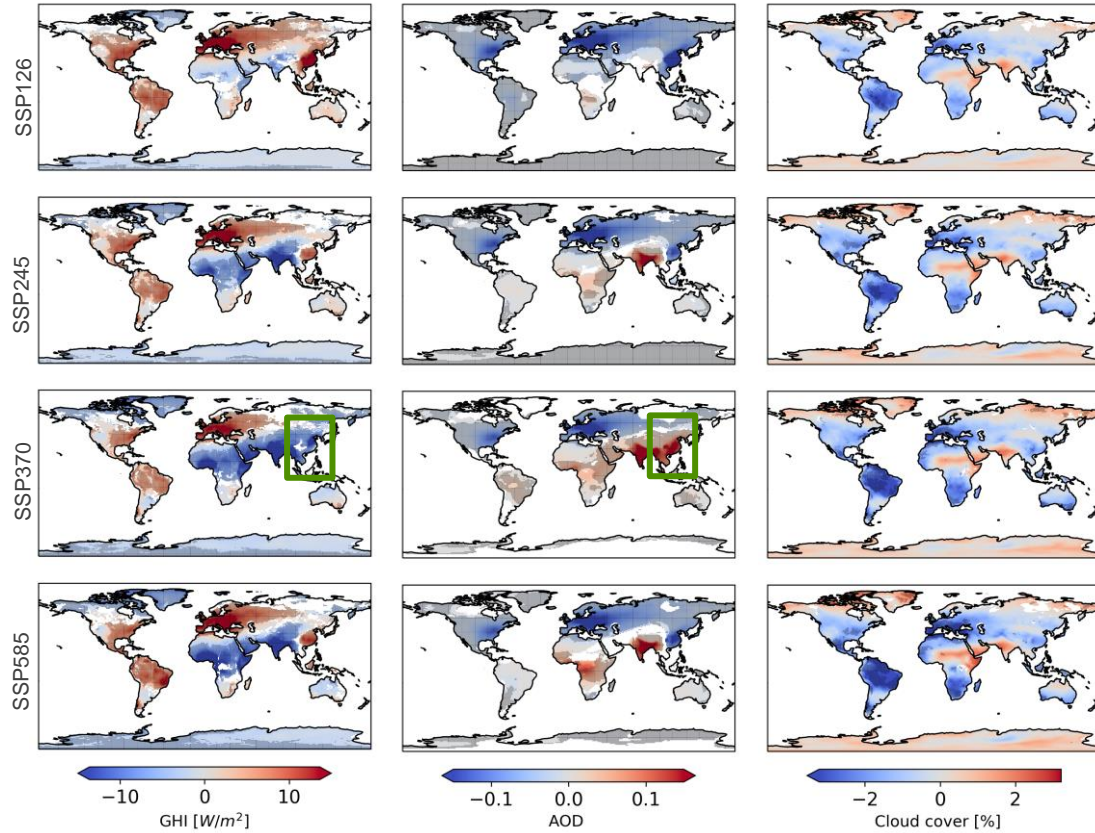 SSP126
SSP245
SSP370
SSP585
−10 0 10
GHI [W/m²]
−0.1 0.0 0.1
AOD
−2 0 2
Cloud cover [%]